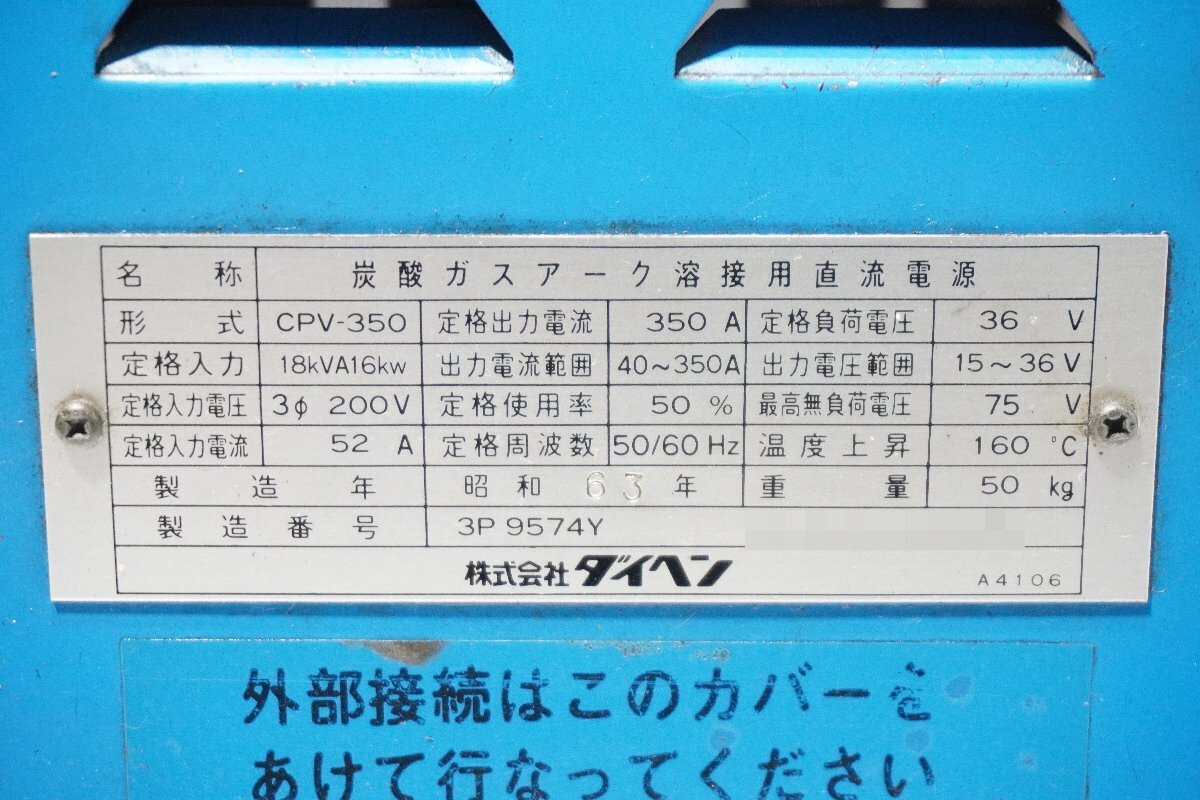 名称 炭酸ガスアーク溶接用直流電源
形式 CPV-350 定格出力電流 350 A 定格負荷電圧 36 V
定格入力 18kVA16kw 出力電流範囲 40~350A 出力電圧範囲 15~36 V
定格入力電圧 3φ 200V 定格使用率 50 % 最高無負荷電圧 75 V
定格入力電流 52 A 定格周波数 50/60 Hz 温度上昇 160 ℃
製造年 昭和 63 年 重量 50 kg
製造番号 3P 9574Y
株式会社ダイヘン A4106
外部接続はこのカバーを
あけて行なってください